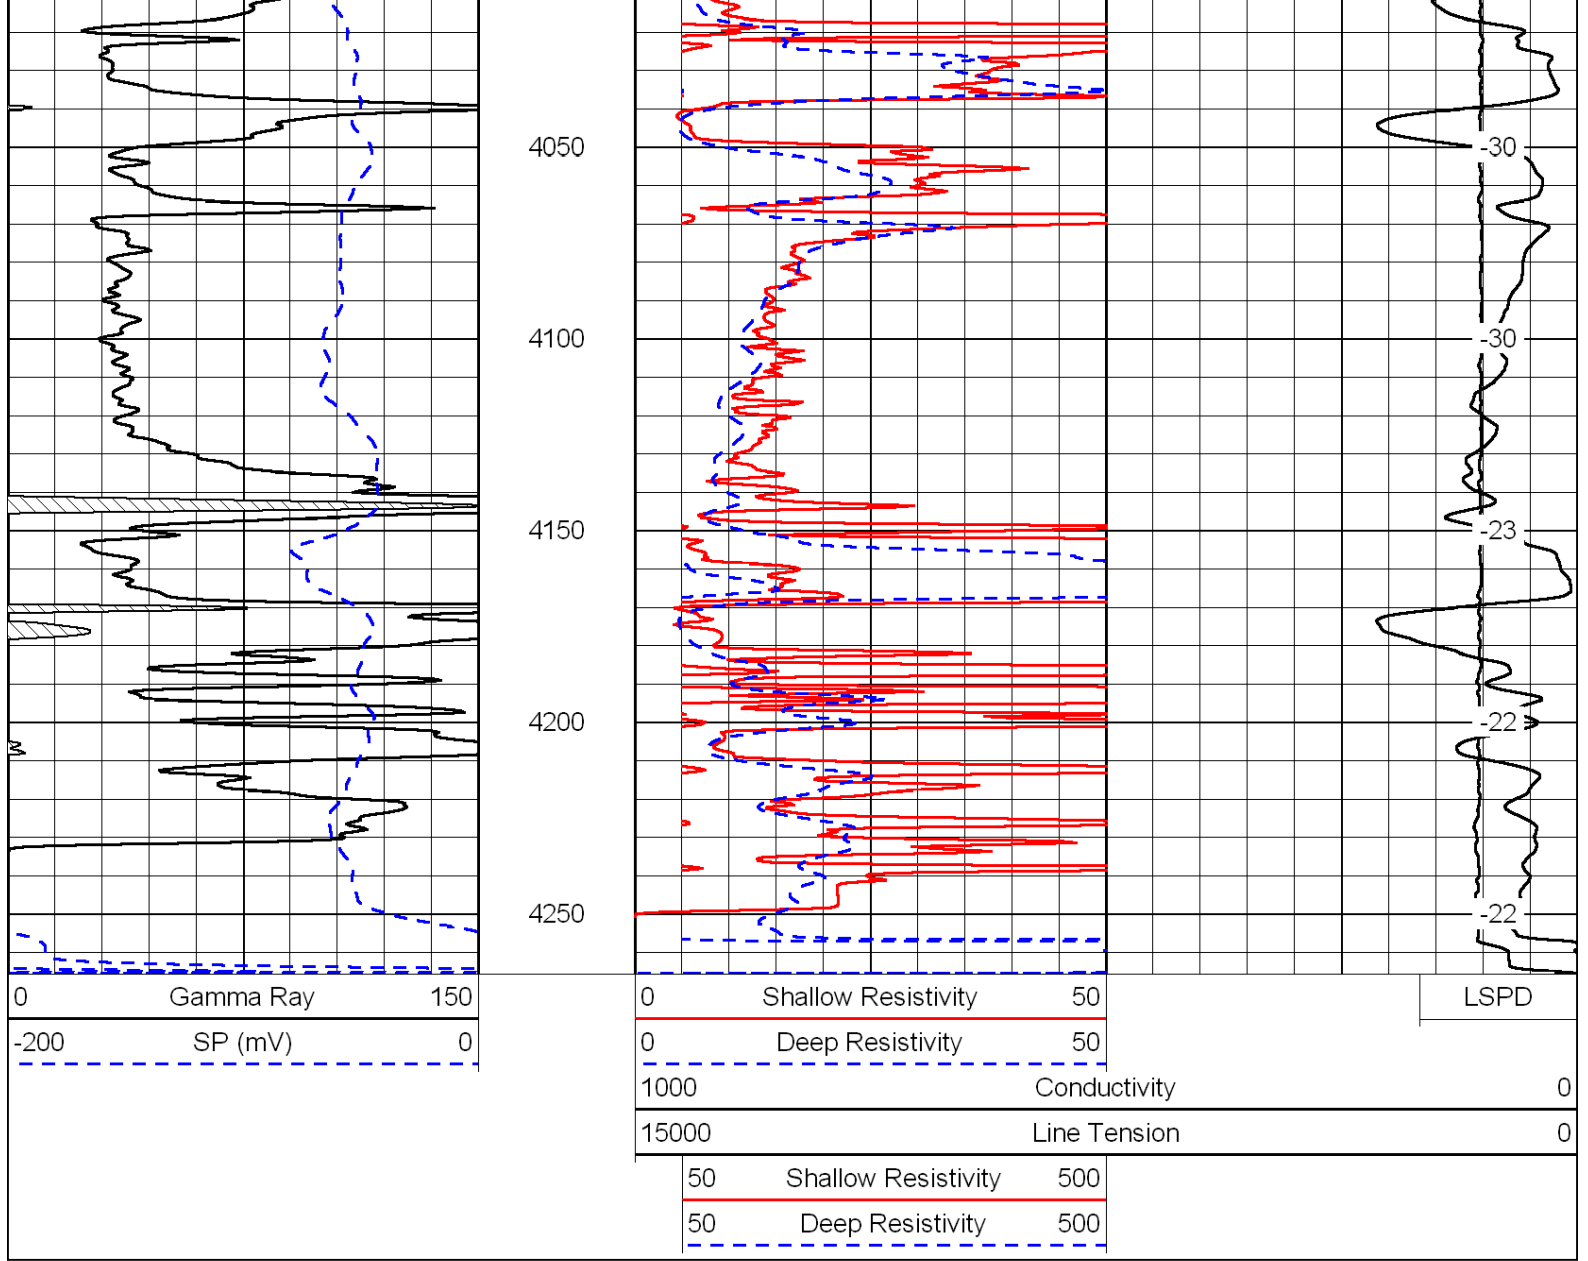 4050 -30
4100 -30
4150 -23
4200 -22
4250 -22
0 Gamma Ray 150 0 Shallow Resistivity 50 LSPD
-200 SP (mV) 0 0 Deep Resistivity 50
1000 Conductivity 0
15000 Line Tension 0
50 Shallow Resistivity 500
50 Deep Resistivity 500